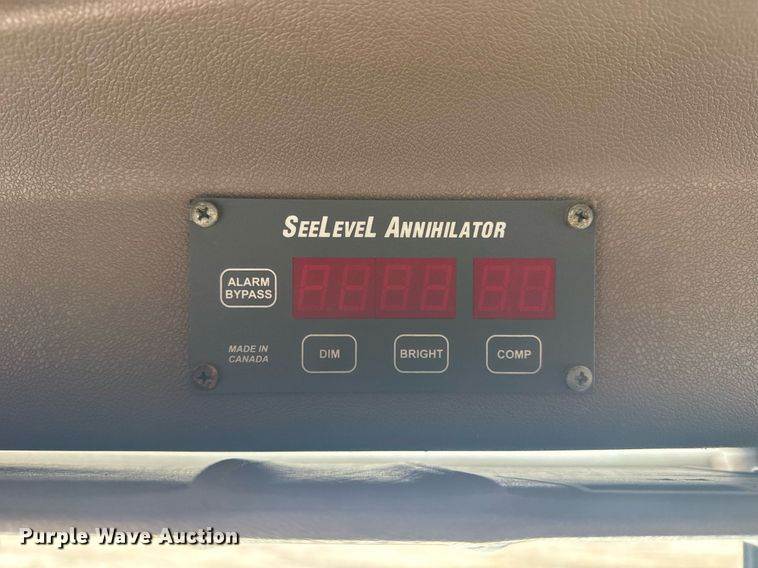 SEELEVEL ANNIHILATOR
ALARM
BYPASS
MADE IN
CANADA
DIM
BRIGHT
COMP
Purple Wave Auction